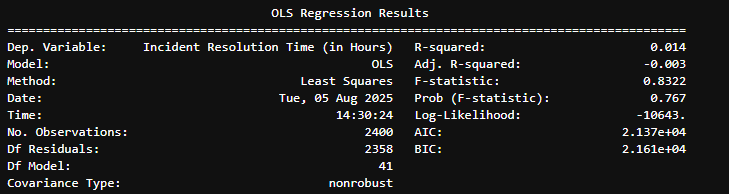 OLS Regression Results
==============================================================================================
Dep. Variable: Incident Resolution Time (in Hours) R-squared: 0.014
Model: OLS Adj. R-squared: -0.003
Method: Least Squares F-statistic: 0.8322
Date: Tue, 05 Aug 2025 Prob (F-statistic): 0.767
Time: 14:30:24 Log-Likelihood: -10643.
No. Observations: 2400 AIC: 2.137e+04
Df Residuals: 2358 BIC: 2.161e+04
Df Model: 41
Covariance Type: nonrobust